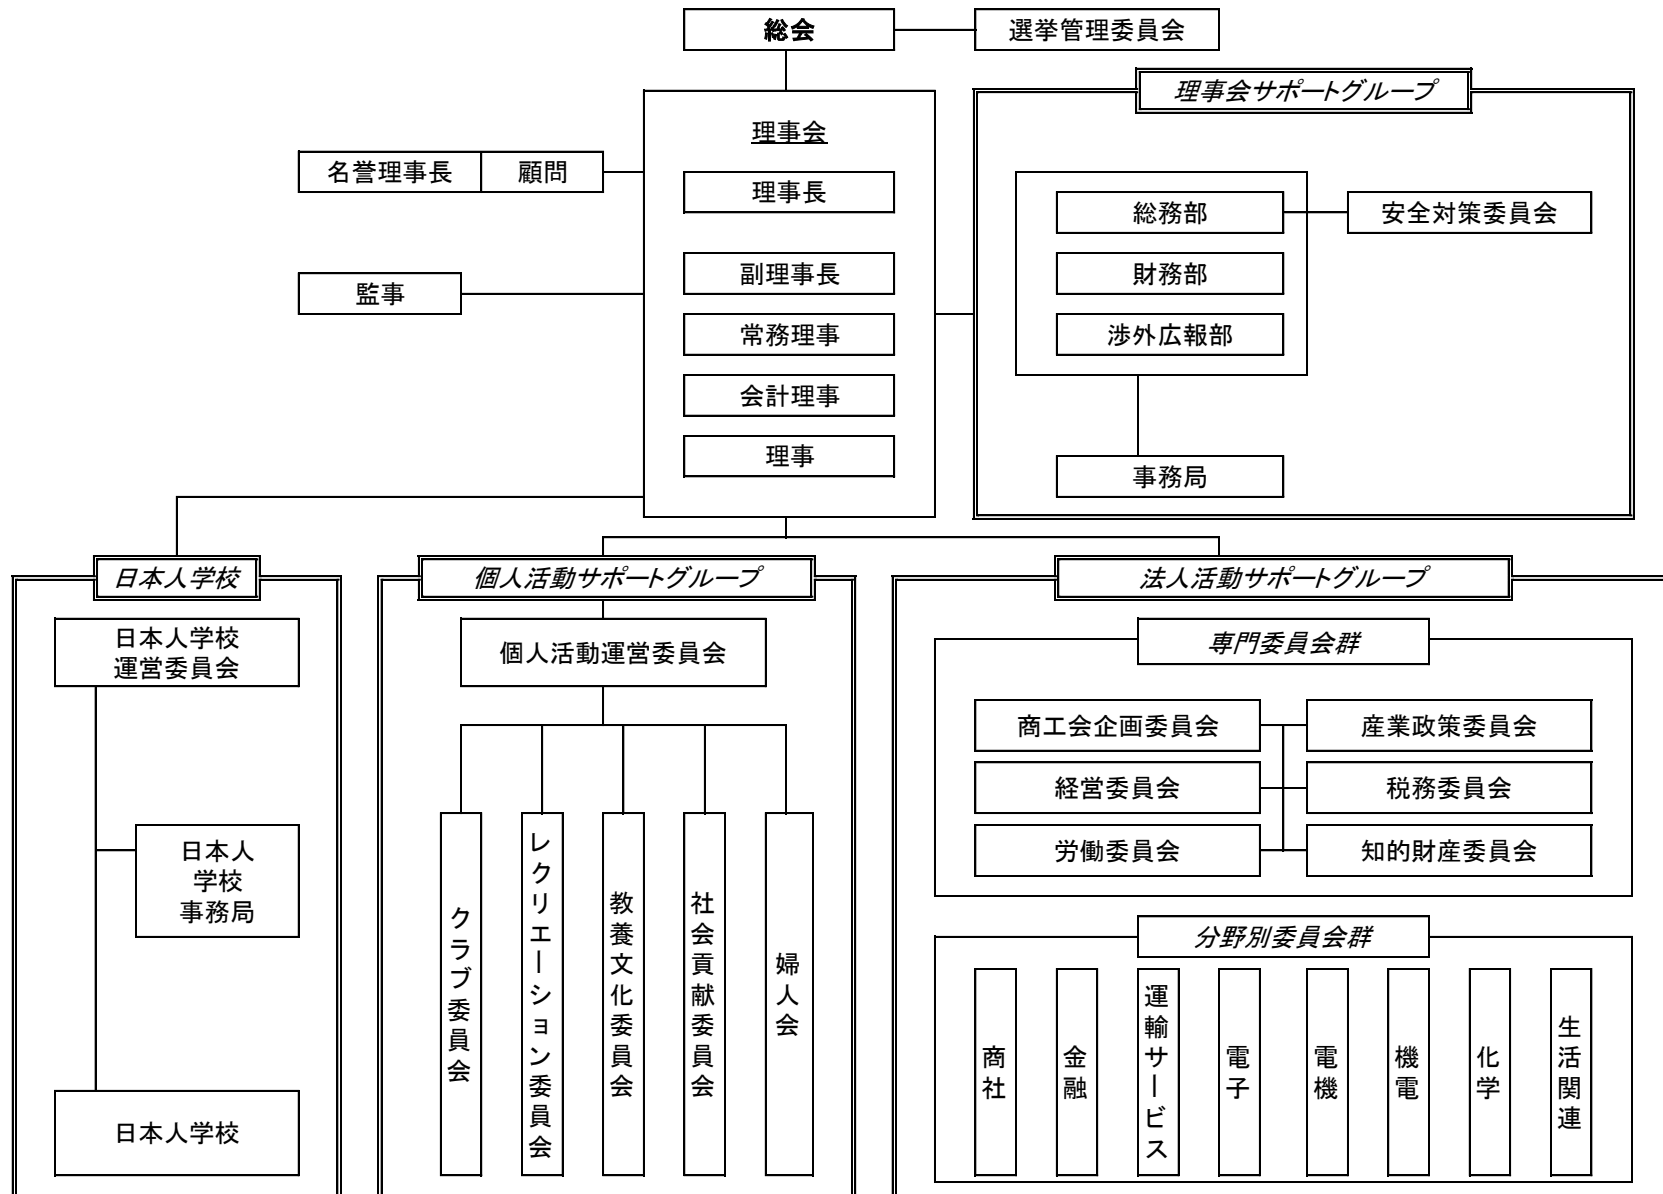 総会
選挙管理委員会
理事会サポートグループ
理事会
名誉理事長
顧問
理事長
総務部
安全対策委員会
副理事長
財務部
監事
常務理事
渉外広報部
会計理事
理事
事務局
日本人学校
個人活動サポートグループ
法人活動サポートグループ
日本人学校
運営委員会
個人活動運営委員会
専門委員会群
商工会企画委員会
産業政策委員会
経営委員会
税務委員会
労働委員会
知的財産委員会
日本人
学校
事務局
日本人学校
クラブ委員会
レクリエーション委員会
教養文化委員会
社会貢献委員会
婦人会
分野別委員会群
商社
金融
運輸サービス
電子
電機
機電
化学
生活関連